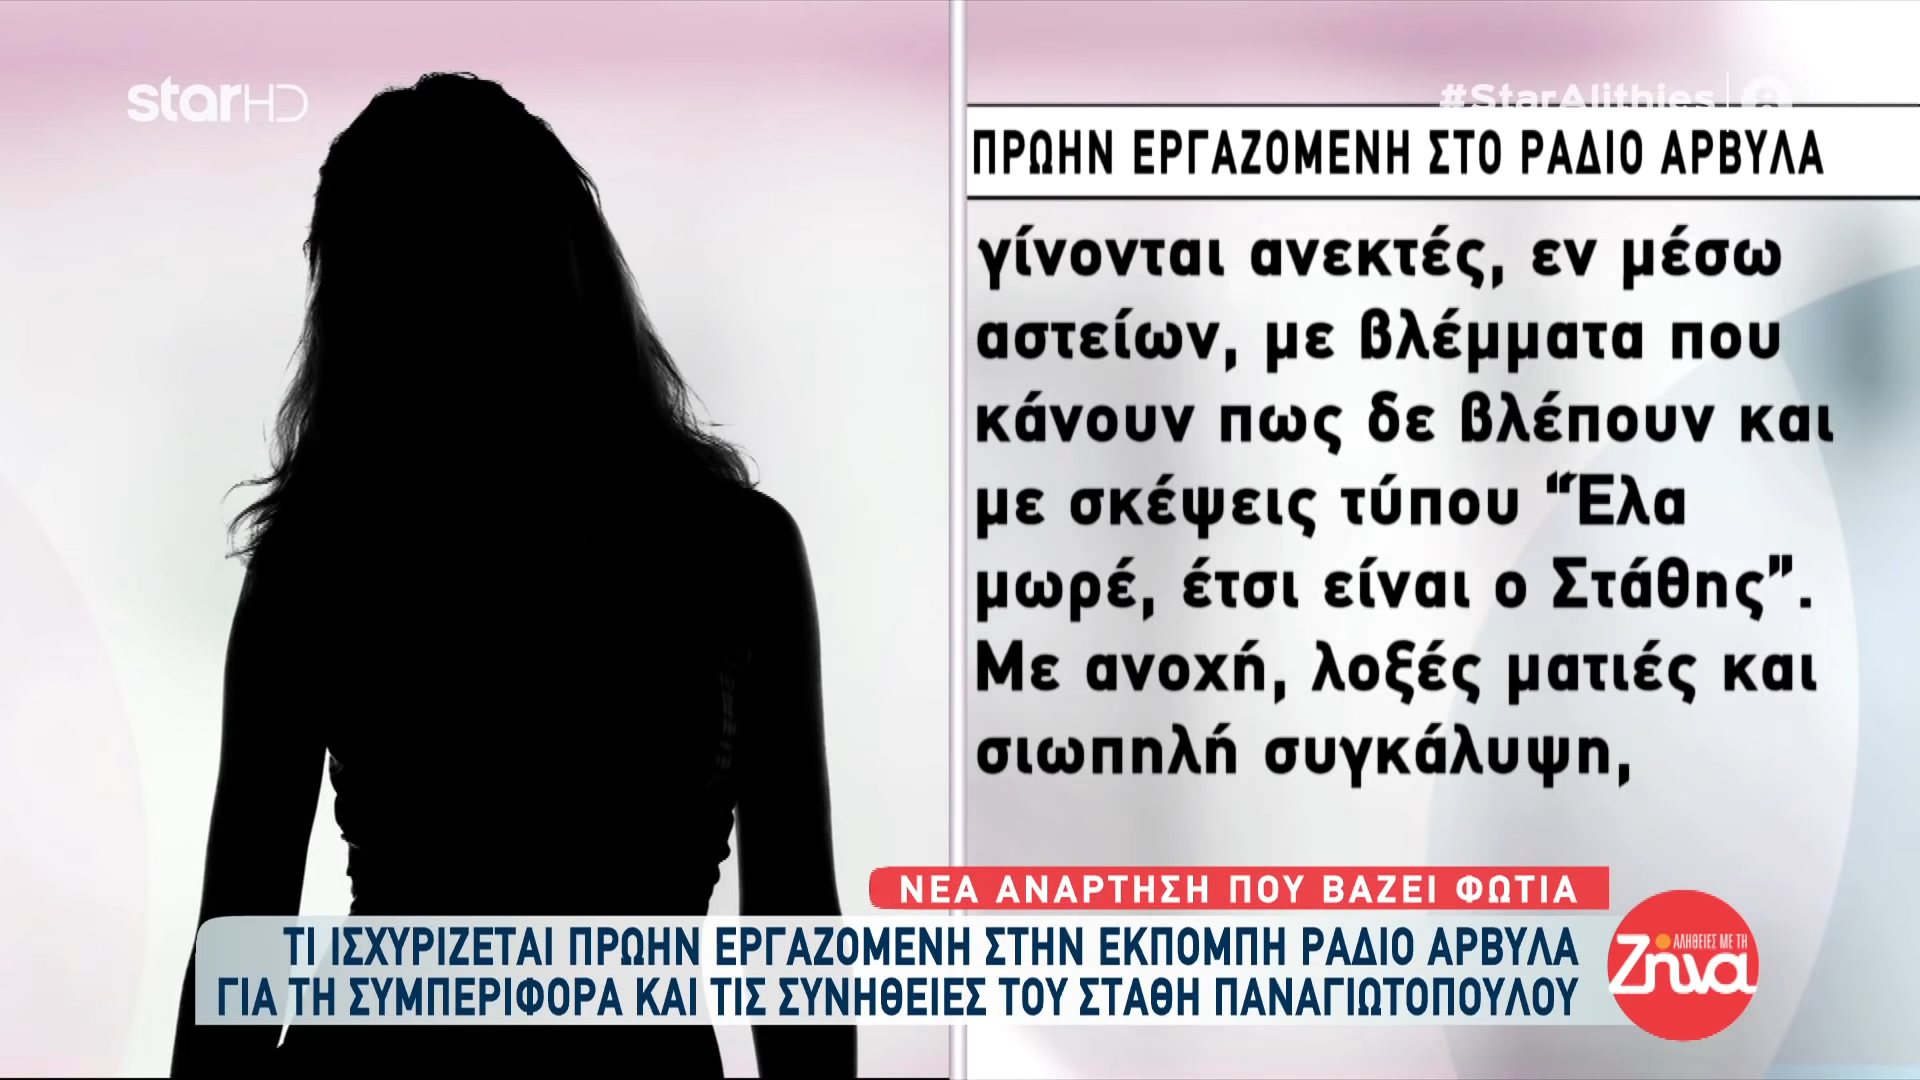 starHD
#StarAlithies
ΠΡΩΗΝ ΕΡΓΑΖΟΜΕΝΗ ΣΤΟ ΡΑΔΙΟ ΑΡΒΥΛΑ
γίνονται ανεκτές, εν μέσω
αστείων, με βλέμματα που
κάνουν πως δε βλέπουν και
με σκέψεις τύπου “Έλα
μωρέ, έτσι είναι ο Στάθης”.
Με ανοχή, λοξές ματιές και
σιωπηλή συγκάλυψη,
ΝΕΑ ΑΝΑΡΤΗΣΗ ΠΟΥ ΒΑΖΕΙ ΦΩΤΙΑ
ΤΙ ΙΣΧΥΡΙΖΕΤΑΙ ΠΡΩΗΝ ΕΡΓΑΖΟΜΕΝΗ ΣΤΗΝ ΕΚΠΟΜΠΗ ΡΑΔΙΟ ΑΡΒΥΛΑ
ΓΙΑ ΤΗ ΣΥΜΠΕΡΙΦΟΡΑ ΚΑΙ ΤΙΣ ΣΥΝΗΘΕΙΕΣ ΤΟΥ ΣΤΑΘΗ ΠΑΝΑΓΙΩΤΟΠΟΥΛΟΥ
ΑΛΗΘΕΙΕΣ ΜΕ ΤΗ
Ζήνα